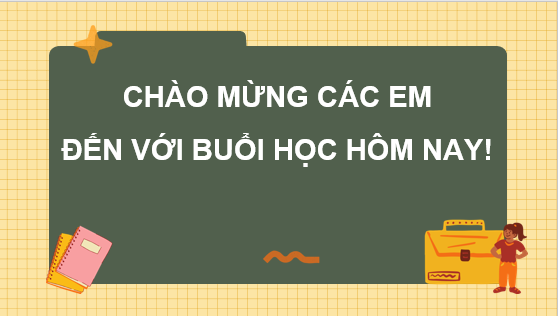 CHÀO MỪNG CÁC EM
ĐẾN VỚI BUỔI HỌC HÔM NAY!